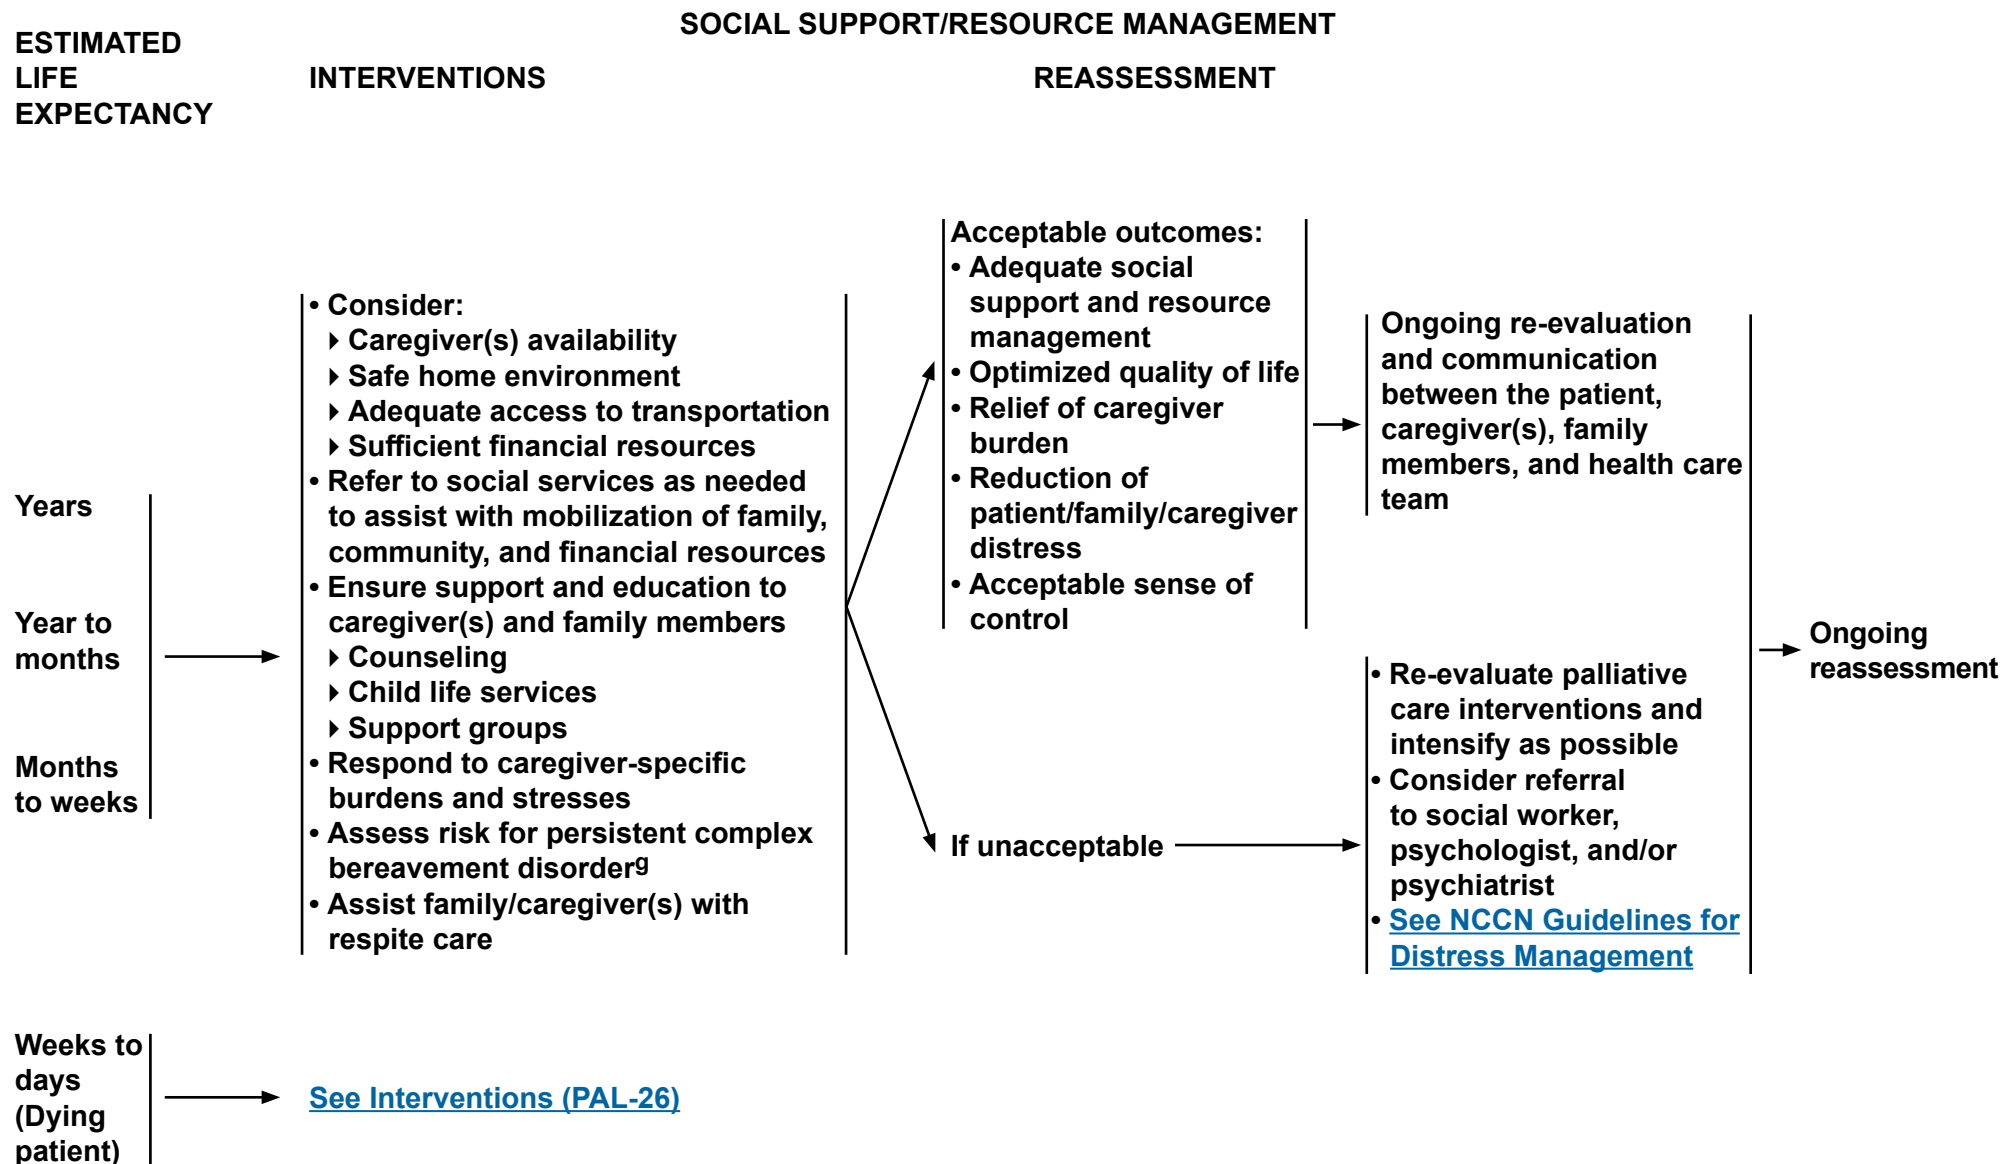 SOCIAL SUPPORT/RESOURCE MANAGEMENT
ESTIMATED
LIFE
EXPECTANCY
INTERVENTIONS
REASSESSMENT
Years
Year to
months
Months
to weeks
• Consider:
‣ Caregiver(s) availability
‣ Safe home environment
‣ Adequate access to transportation
‣ Sufficient financial resources
• Refer to social services as needed
to assist with mobilization of family,
community, and financial resources
• Ensure support and education to
caregiver(s) and family members
‣ Counseling
‣ Child life services
‣ Support groups
• Respond to caregiver-specific
burdens and stresses
• Assess risk for persistent complex
bereavement disorderᵍ
• Assist family/caregiver(s) with
respite care
Acceptable outcomes:
• Adequate social
support and resource
management
• Optimized quality of life
• Relief of caregiver
burden
• Reduction of
patient/family/caregiver
distress
• Acceptable sense of
control
Ongoing re-evaluation
and communication
between the patient,
caregiver(s), family
members, and health care
team
If unacceptable
• Re-evaluate palliative
care interventions and
intensify as possible
• Consider referral
to social worker,
psychologist, and/or
psychiatrist
• See NCCN Guidelines for
Distress Management
Ongoing
reassessment
Weeks to
days
(Dying
patient)
See Interventions (PAL-26)